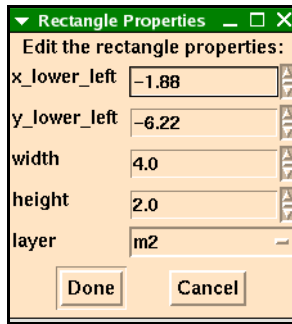 Rectangle Properties
Edit the rectangle properties:
x_lower_left −1.88
y_lower_left −6.22
width 4.0
height 2.0
layer m2
Done Cancel